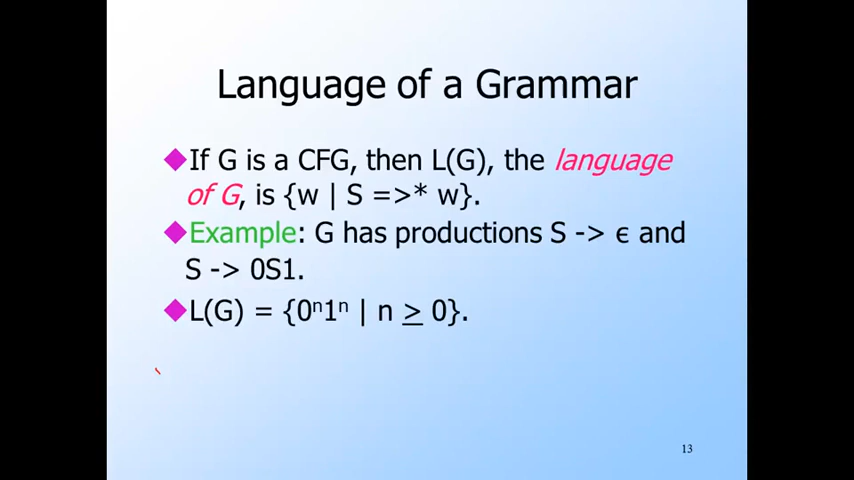 Language of a Grammar
◆If G is a CFG, then L(G), the language
of G, is {w | S =>* w}.
◆Example: G has productions S -> ϵ and
S -> 0S1.
◆L(G) = {0ⁿ1ⁿ | n ≥ 0}.
13